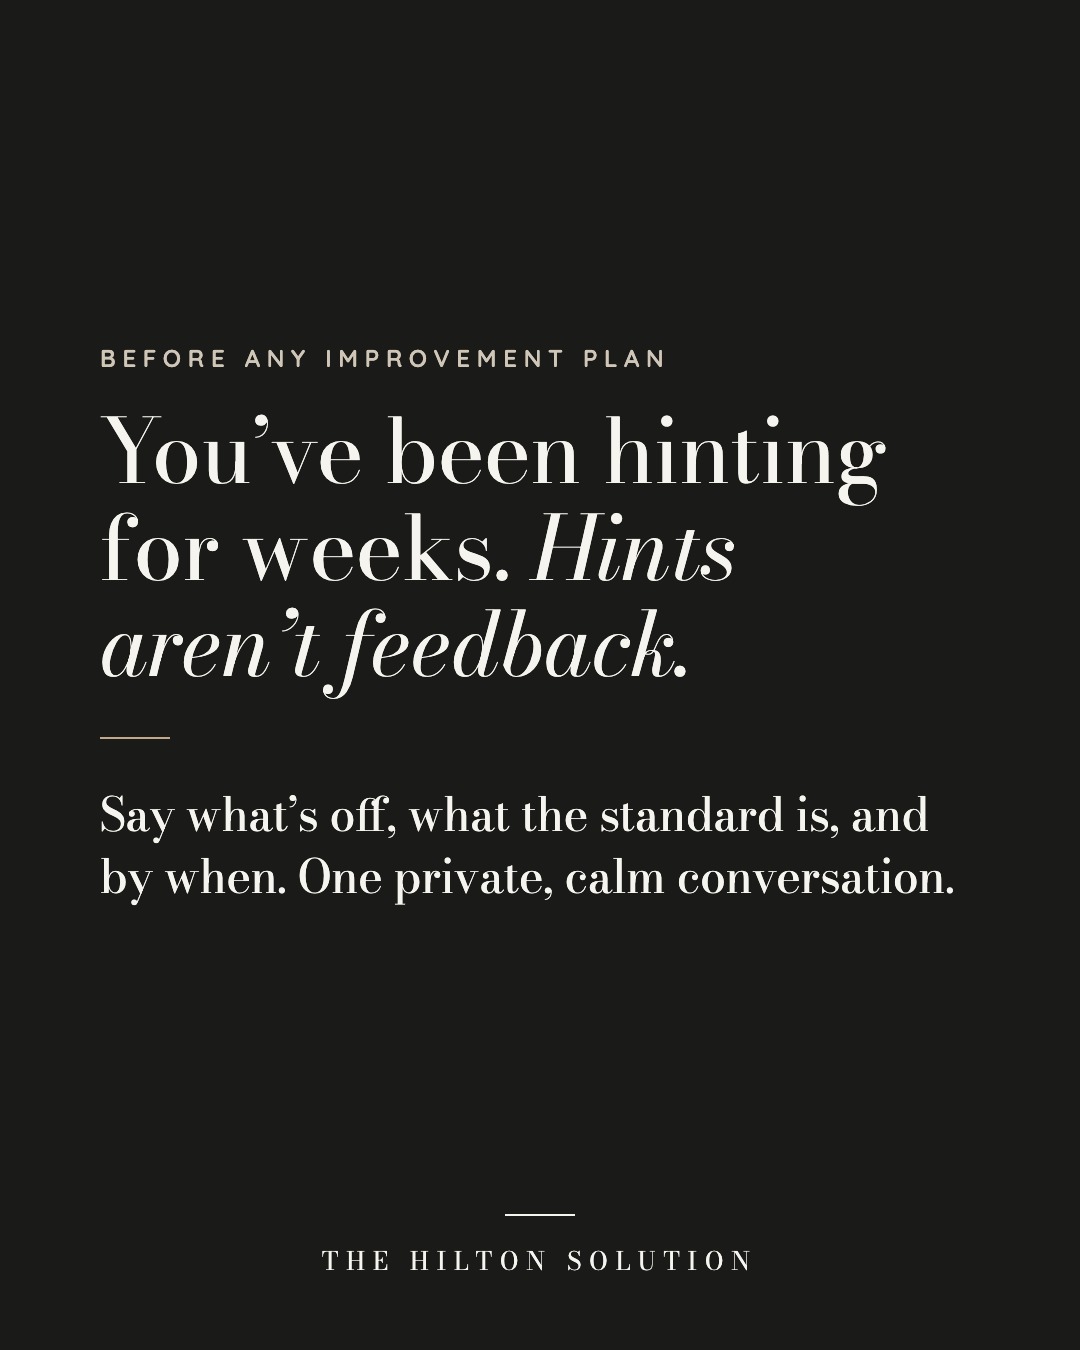 BEFORE ANY IMPROVEMENT PLAN
You’ve been hinting
for weeks. Hints
aren’t feedback.
Say what’s off, what the standard is, and
by when. One private, calm conversation.
THE HILTON SOLUTION